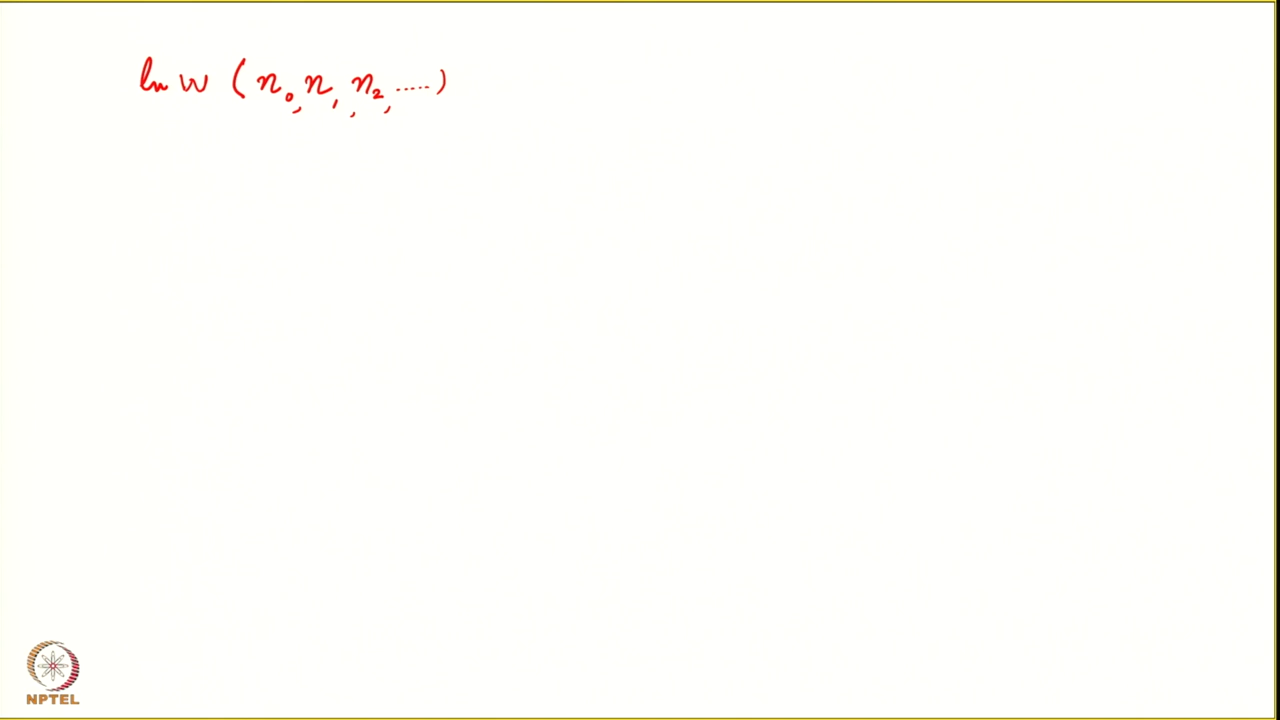 ln W (n₀, n₁, n₂, .....)
NPTEL